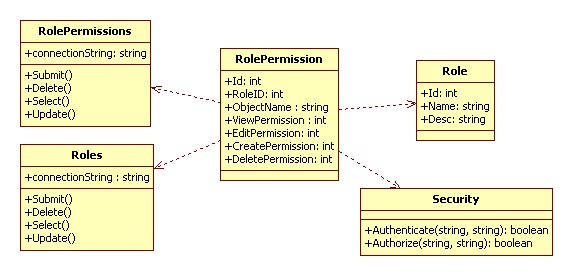 RolePermissions
+connectionString: string
+Submit()
+Delete()
+Select()
+Update()
Roles
+connectionString : string
+Submit()
+Delete()
+Select()
+Update()
RolePermission
+Id: int
+RoleID: int
+ObjectName : string
+ViewPermission : int
+EditPermission: int
+CreatePermission: int
+DeletePermission: int
Role
+Id: int
+Name: string
+Desc: string
Security
+Authenticate(string, string): boolean
+Authorize(string, string): boolean